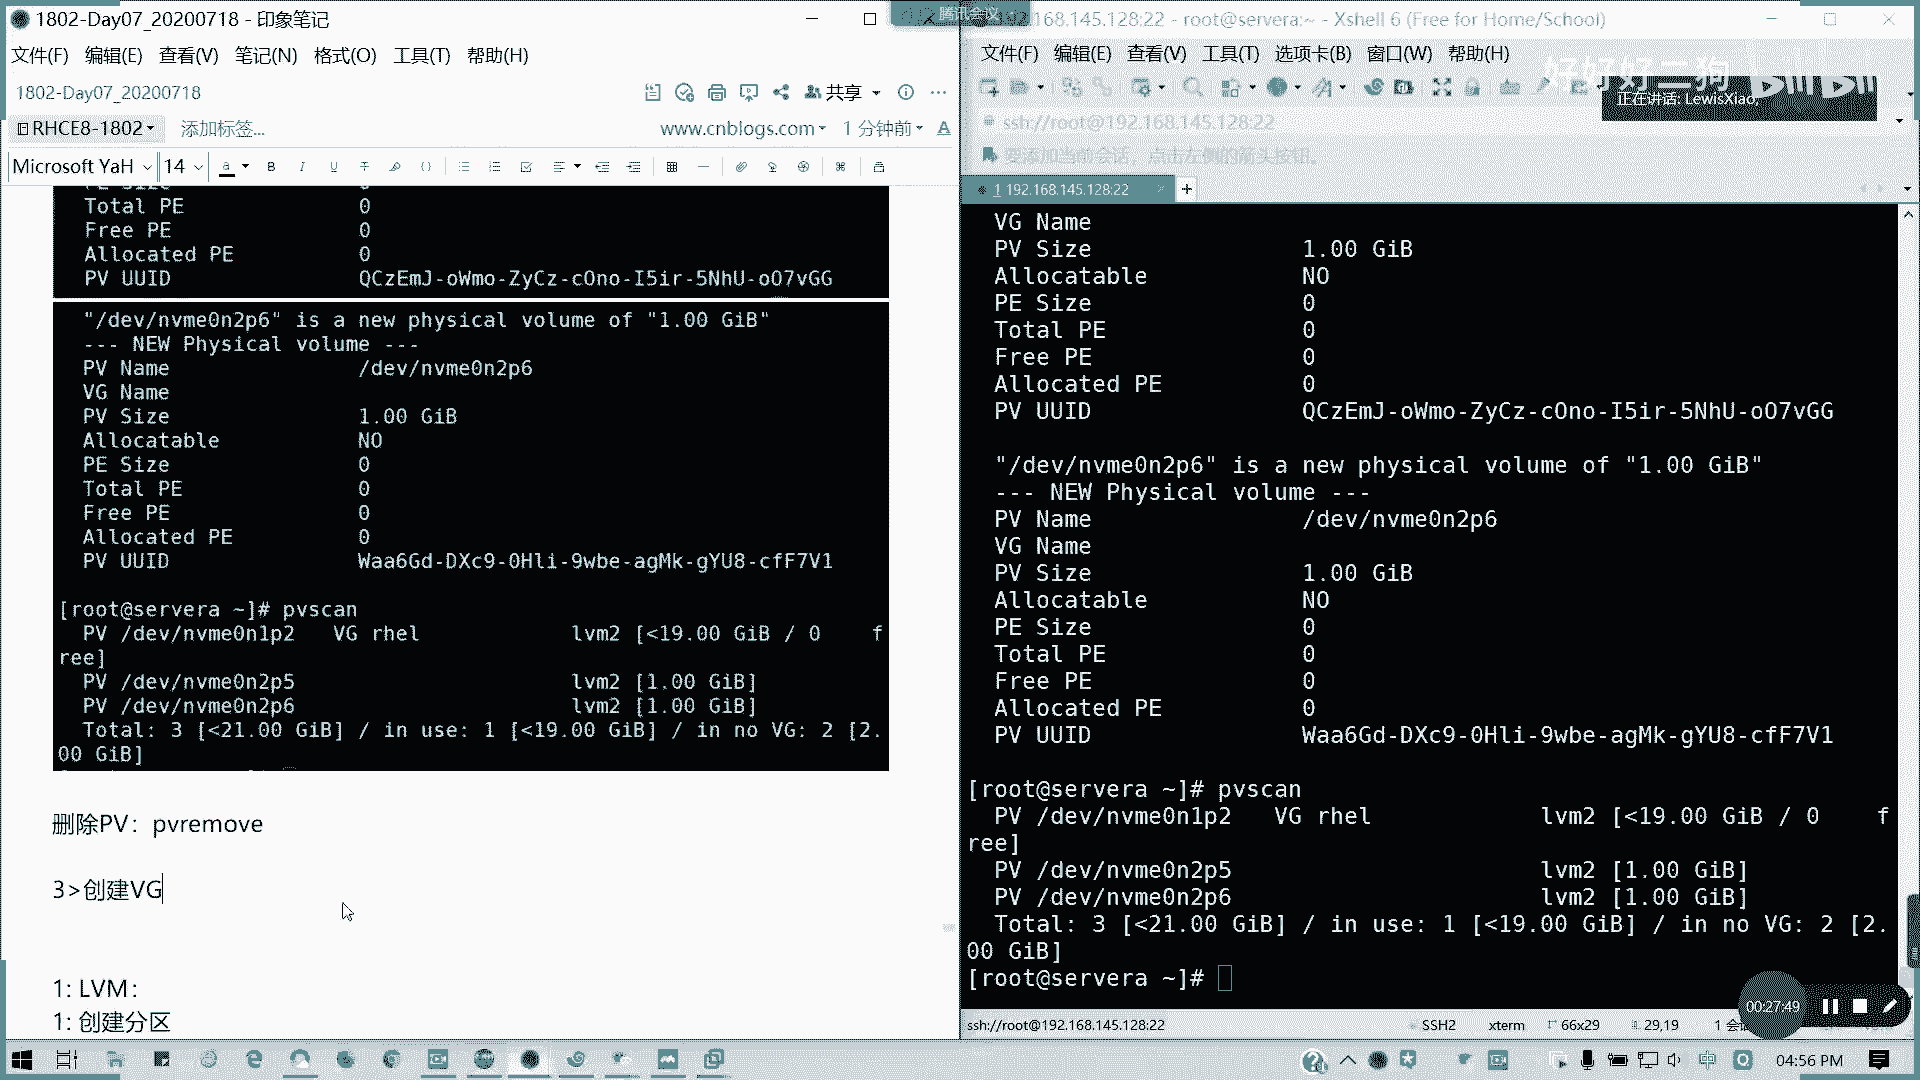 1802-Day07_20200718 - 印象笔记
文件(F) 编辑(E) 查看(V) 笔记(N) 格式(O) 工具(T) 帮助(H)
1802-Day07_20200718
共享
RHCE8-1802
添加标签...
www.cnblogs.com
1 分钟前
Microsoft YaH
14
Total PE 0
Free PE 0
Allocated PE 0
PV UUID QCzEmJ-oWmo-ZyCz-cOno-I5ir-5NhU-oO7vGG
"/dev/nvme0n2p6" is a new physical volume of "1.00 GiB"
--- NEW Physical volume ---
PV Name /dev/nvme0n2p6
VG Name
PV Size 1.00 GiB
Allocatable NO
PE Size 0
Total PE 0
Free PE 0
Allocated PE 0
PV UUID Waa6Gd-DXc9-0Hli-9wbe-agMk-gYU8-cfF7V1
[root@servera ~]# pvscan
PV /dev/nvme0n1p2 VG rhel lvm2 [<19.00 GiB / 0 f
ree]
PV /dev/nvme0n2p5 lvm2 [1.00 GiB]
PV /dev/nvme0n2p6 lvm2 [1.00 GiB]
Total: 3 [<21.00 GiB] / in use: 1 [<19.00 GiB] / in no VG: 2 [2.
00 GiB]
删除PV：pvremove
3>创建VG
1: LVM：
1: 创建分区
腾讯会议
.168.145.128:22 - root@servera:~ - Xshell 6 (Free for Home/School)
文件(F) 编辑(E) 查看(V) 工具(T) 选项卡(B) 窗口(W) 帮助(H)
好好好二狗
bilibili
正在讲话: LewisXiao;
ssh://root@192.168.145.128:22
要添加当前会话，点击左侧的箭头按钮。
1 192.168.145.128:22
VG Name
PV Size 1.00 GiB
Allocatable NO
PE Size 0
Total PE 0
Free PE 0
Allocated PE 0
PV UUID QCzEmJ-oWmo-ZyCz-cOno-I5ir-5NhU-oO7vGG
"/dev/nvme0n2p6" is a new physical volume of "1.00 GiB"
--- NEW Physical volume ---
PV Name /dev/nvme0n2p6
VG Name
PV Size 1.00 GiB
Allocatable NO
PE Size 0
Total PE 0
Free PE 0
Allocated PE 0
PV UUID Waa6Gd-DXc9-0Hli-9wbe-agMk-gYU8-cfF7V1
[root@servera ~]# pvscan
PV /dev/nvme0n1p2 VG rhel lvm2 [<19.00 GiB / 0 f
ree]
PV /dev/nvme0n2p5 lvm2 [1.00 GiB]
PV /dev/nvme0n2p6 lvm2 [1.00 GiB]
Total: 3 [<21.00 GiB] / in use: 1 [<19.00 GiB] / in no VG: 2 [2.
00 GiB]
[root@servera ~]#
00:27:49
ssh://root@192.168.145.128:22 SSH2 xterm 66x29 29,19 1 会
中
04:56 PM